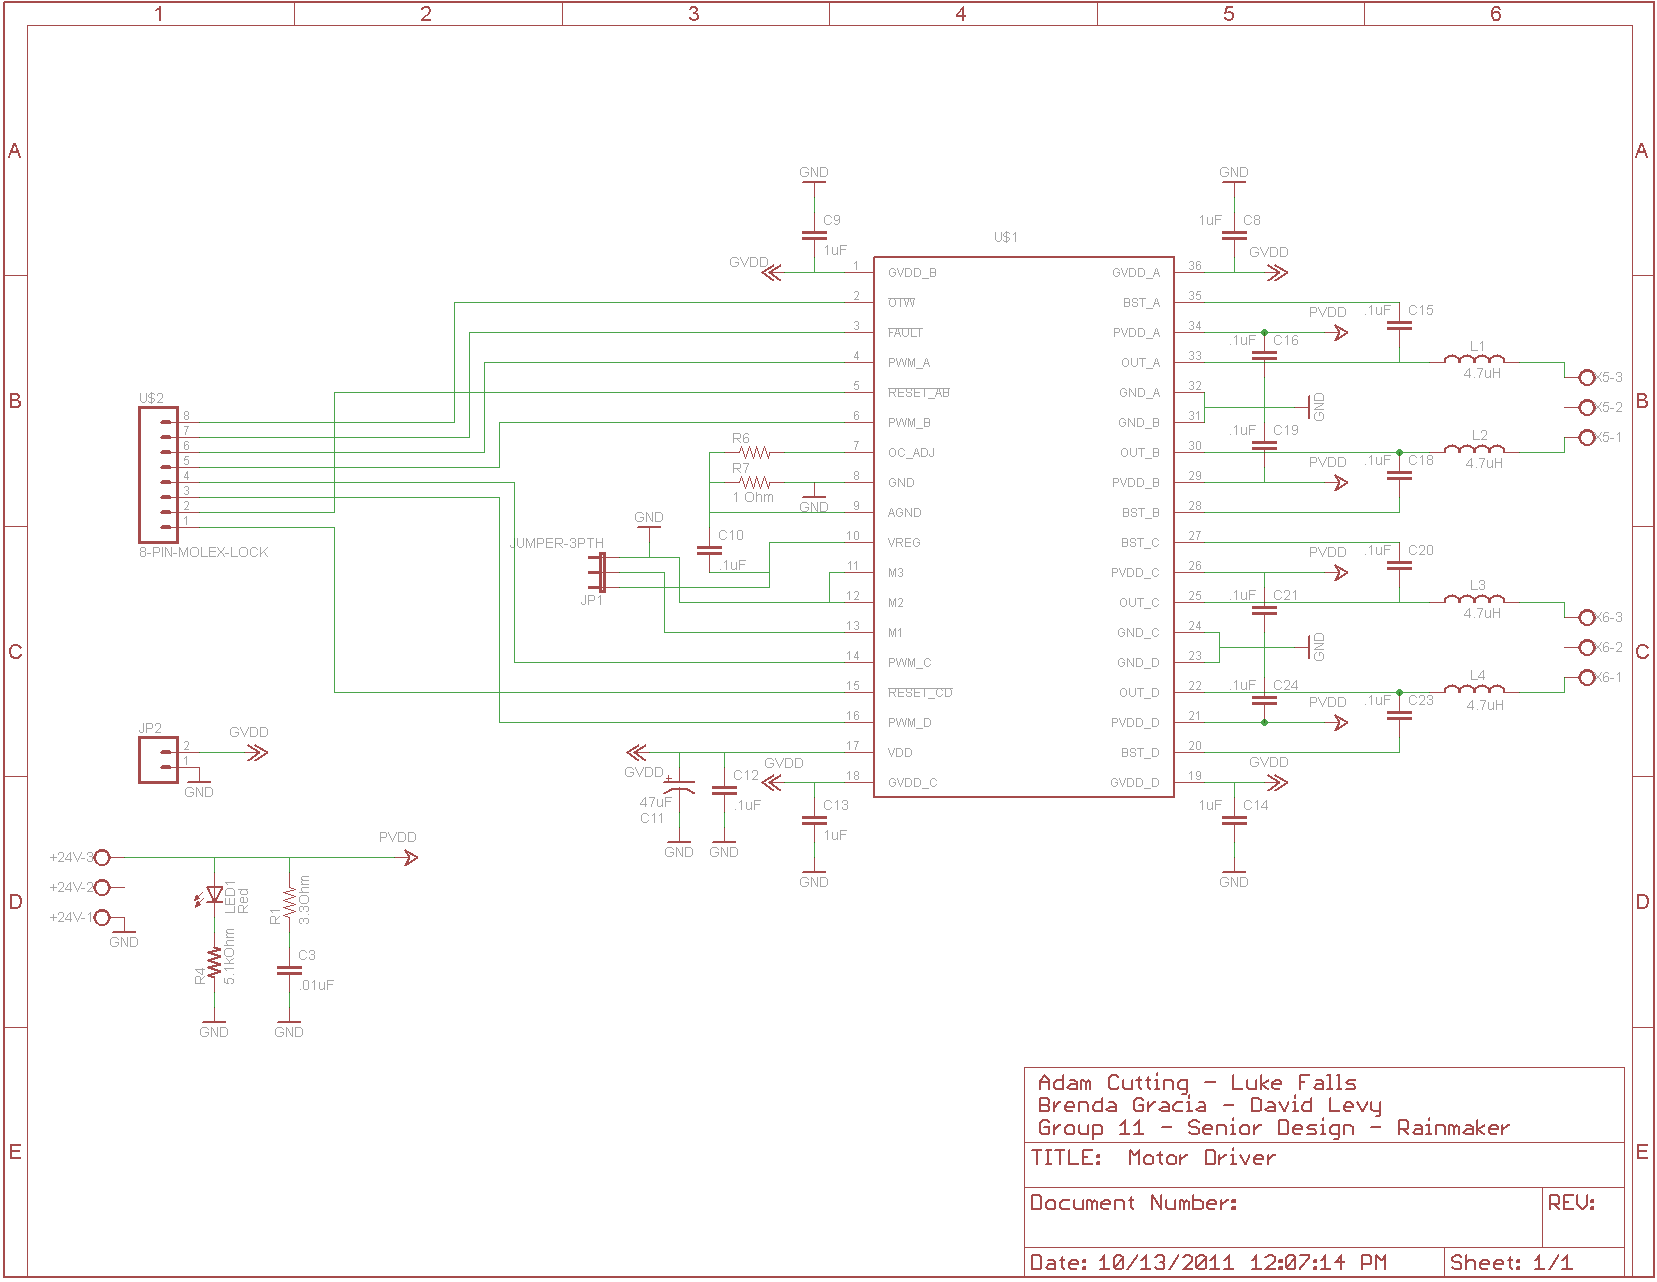 1 2 3 4 5 6
A A
B B
C C
D D
E E
GND
C9
1uF
GVDD
GND
1uF C8
GVDD
U$1
1 GVDD_B
2 OTW
3 FAULT
4 PWM_A
5 RESET_AB
6 PWM_B
7 OC_ADJ
8 GND
9 AGND
10 VREG
11 M3
12 M2
13 M1
14 PWM_C
15 RESET_CD
16 PWM_D
17 VDD
18 GVDD_C
GVDD_A 36
BST_A 35
PVDD_A 34
OUT_A 33
GND_A 32
GND_B 31
OUT_B 30
PVDD_B 29
BST_B 28
BST_C 27
PVDD_C 26
OUT_C 25
GND_C 24
GND_D 23
OUT_D 22
PVDD_D 21
BST_D 20
GVDD_D 19
PVDD .1uF C15
.1uF C16
L1
4.7uH
X5-3
X5-2
X5-1
GND
.1uF C19
L2
4.7uH
PVDD .1uF C18
PVDD .1uF C20
.1uF C21
L3
4.7uH
X6-3
X6-2
X6-1
GND
.1uF C24
L4
4.7uH
PVDD .1uF C23
GVDD
1uF C14
GND
U$2
8
7
6
5
4
3
2
1
8-PIN-MOLEX-LOCK
R6
R7
1 Ohm
GND
C10
.1uF
GND
JUMPER-3PTH
JP1
GVDD
+
47uF
C11
GND
C12
.1uF
GND
GVDD
C13
1uF
GND
JP2
2
1
GVDD
GND
PVDD
+24V-3
+24V-2
+24V-1
GND
LED1
Red
R4
5.1kOhm
GND
R1
3.3Ohm
C3
.01uF
GND
Adam Cutting - Luke Falls
Brenda Gracia - David Levy
Group 11 - Senior Design - Rainmaker
TITLE: Motor Driver
Document Number: REV:
Date: 10/13/2011 12:07:14 PM Sheet: 1/1